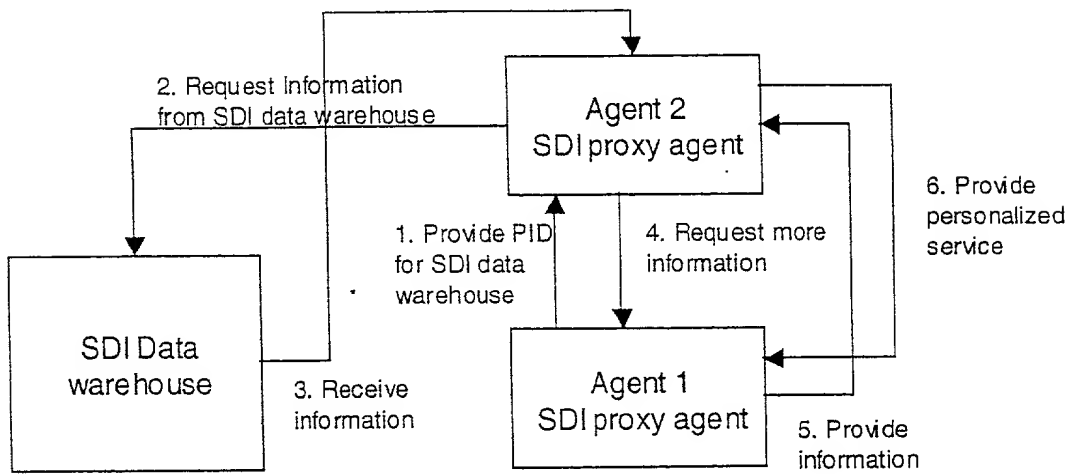 2. Request Information
from SDI data warehouse
Agent 2
SDI proxy agent
6. Provide
personalized
service
1. Provide PID
for SDI data
warehouse
4. Request more
information
SDI Data
warehouse
3. Receive
information
Agent 1
SDI proxy agent
5. Provide
information